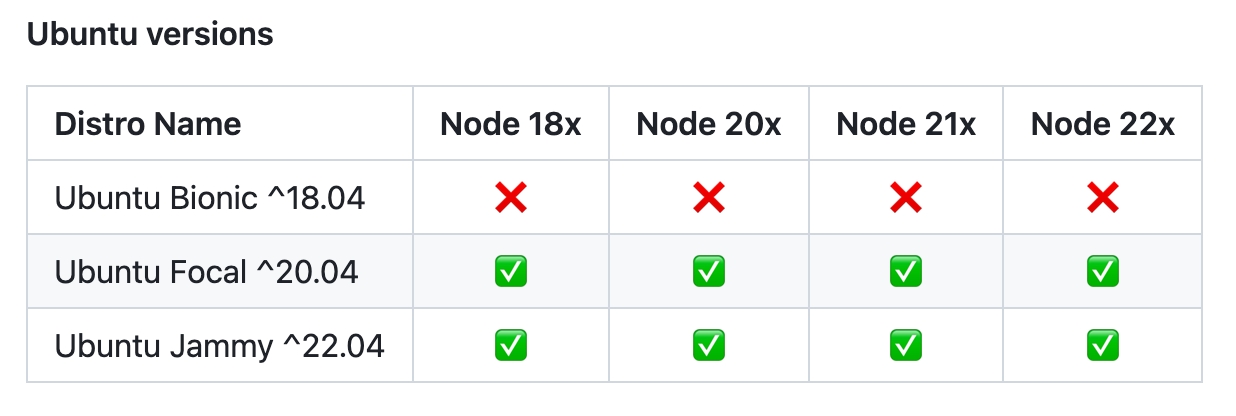 Ubuntu versions
Distro Name Node 18x Node 20x Node 21x Node 22x
Ubuntu Bionic ^18.04 ❌ ❌ ❌ ❌
Ubuntu Focal ^20.04 ✅ ✅ ✅ ✅
Ubuntu Jammy ^22.04 ✅ ✅ ✅ ✅